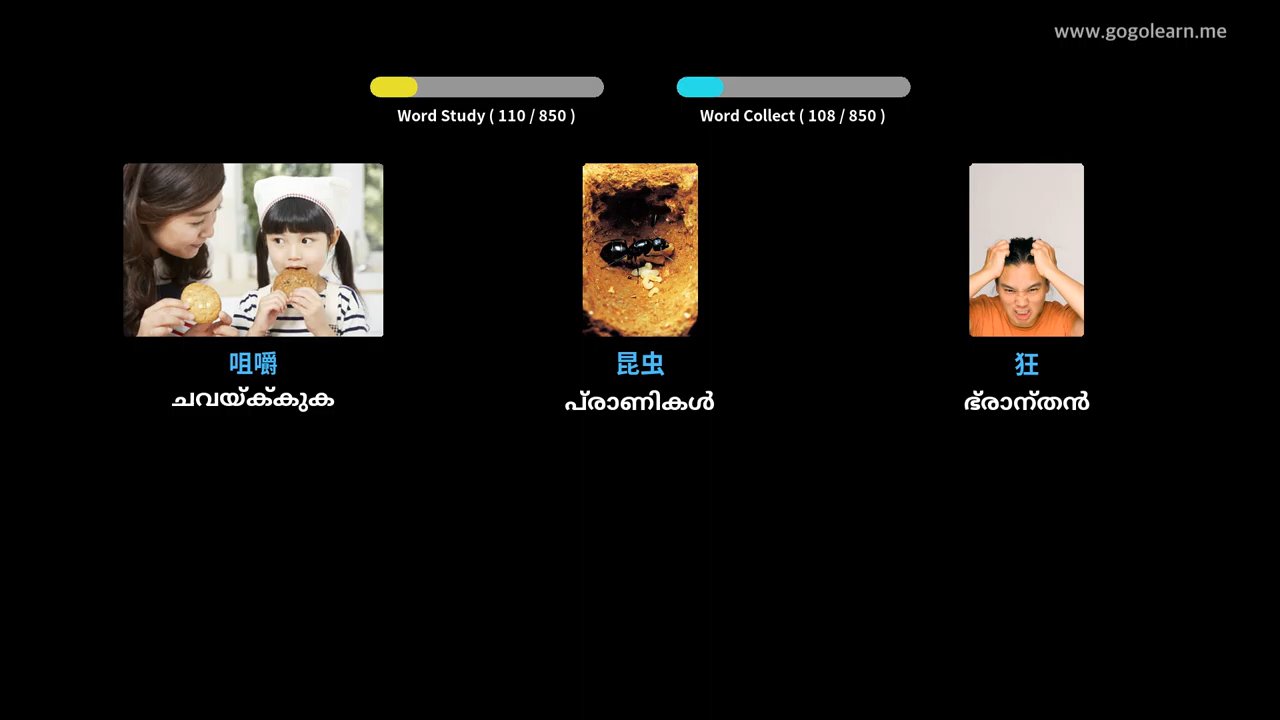 www.gogolearn.me
Word Study ( 110 / 850 )
Word Collect ( 108 / 850 )
咀嚼
ചവയ്ക്കുക
昆虫
പ്രാണികൾ
狂
ഭ്രാന്തൻ